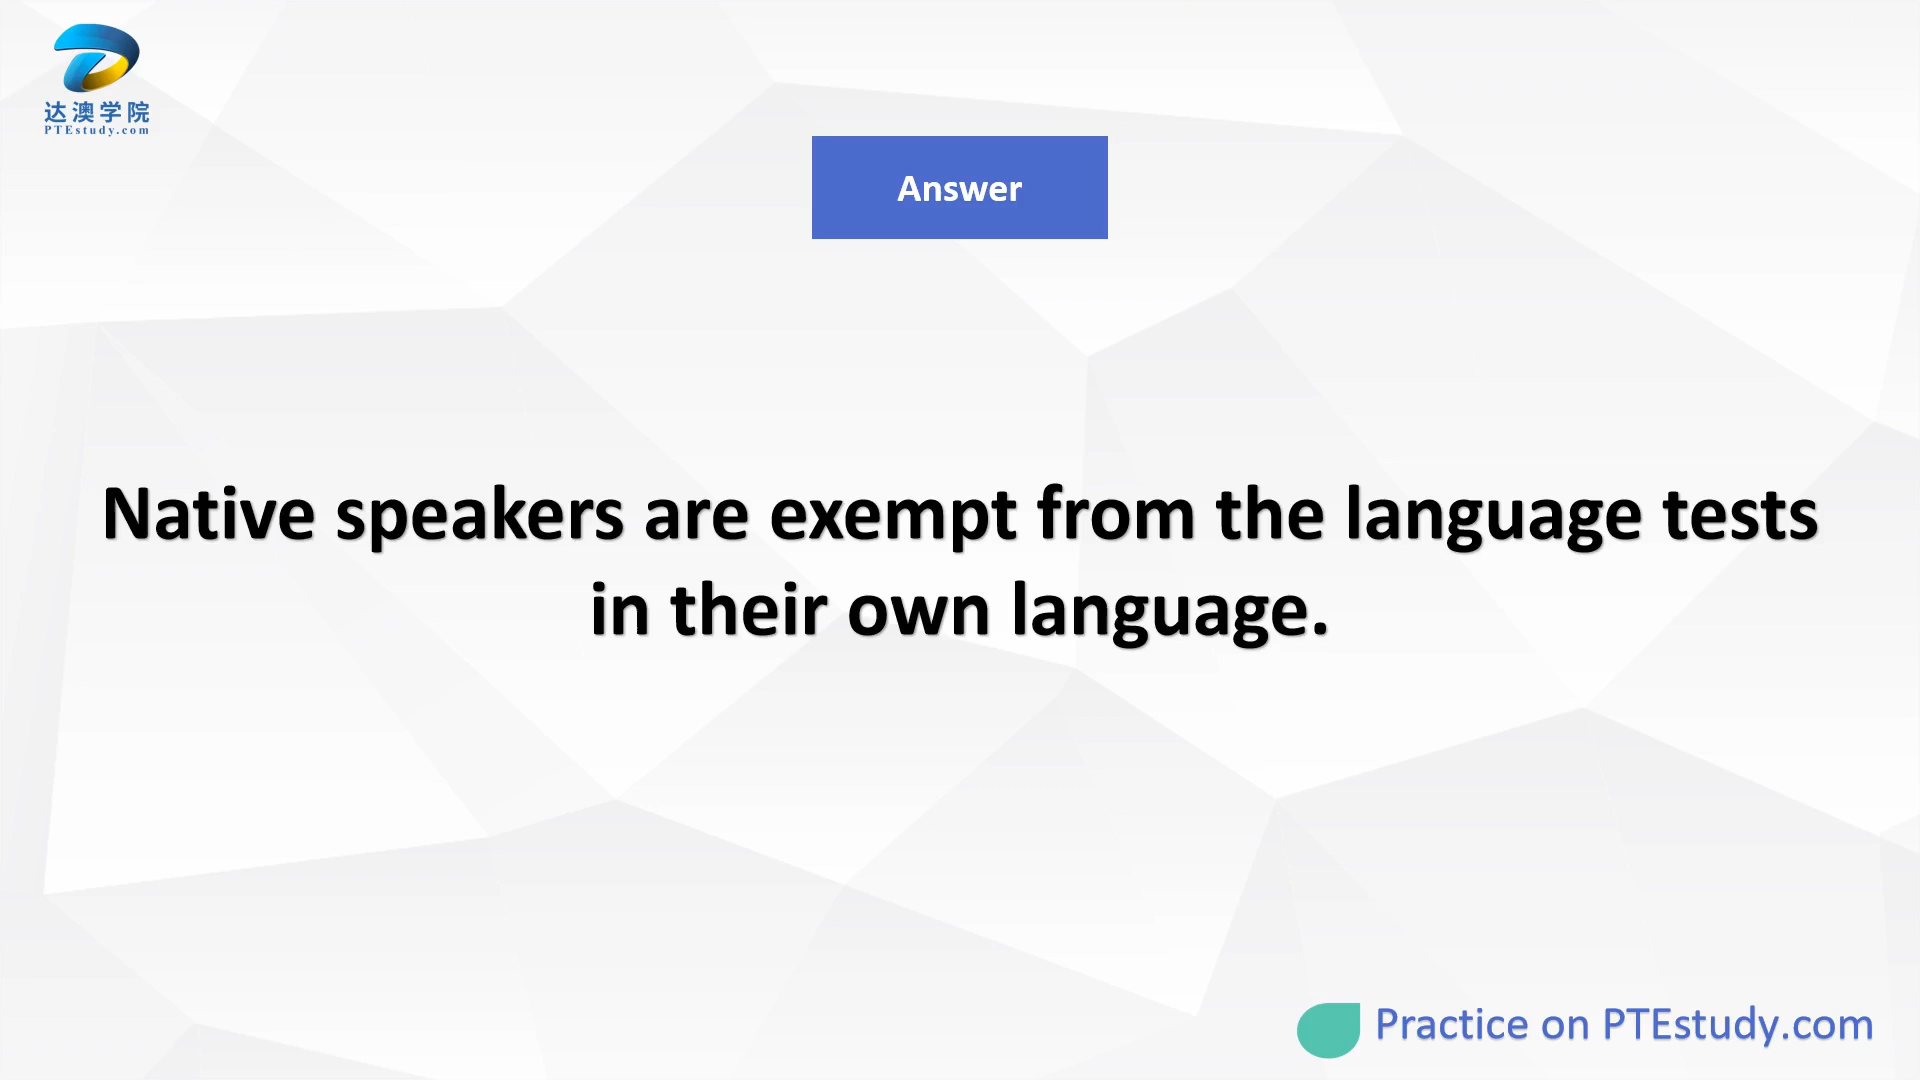 达澳学院
PTEstudy.com
Answer
Native speakers are exempt from the language tests
in their own language.
Practice on PTEstudy.com